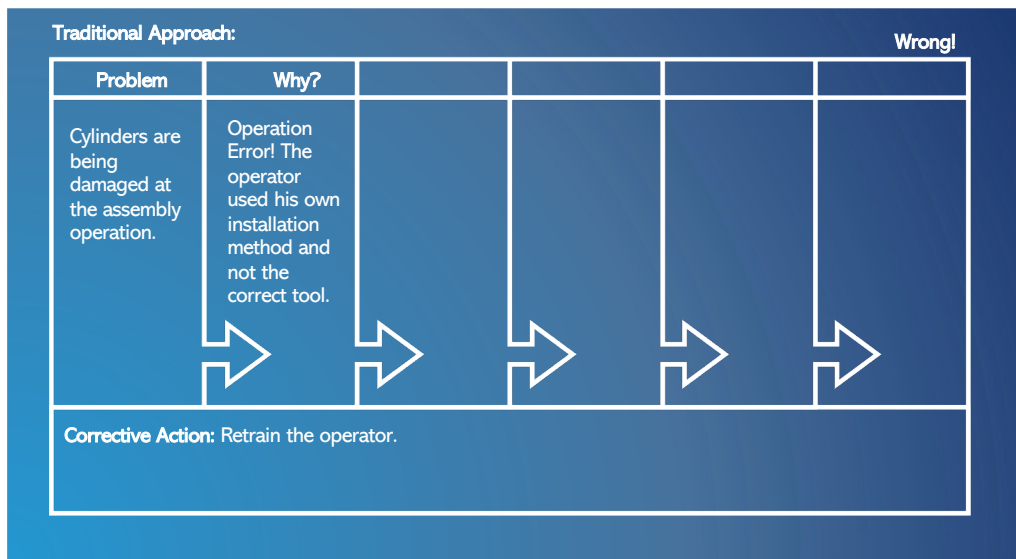 Traditional Approach:
Wrong!
Problem
Why?
Cylinders are
being
damaged at
the assembly
operation.
Operation
Error! The
operator
used his own
installation
method and
not the
correct tool.
Corrective Action: Retrain the operator.